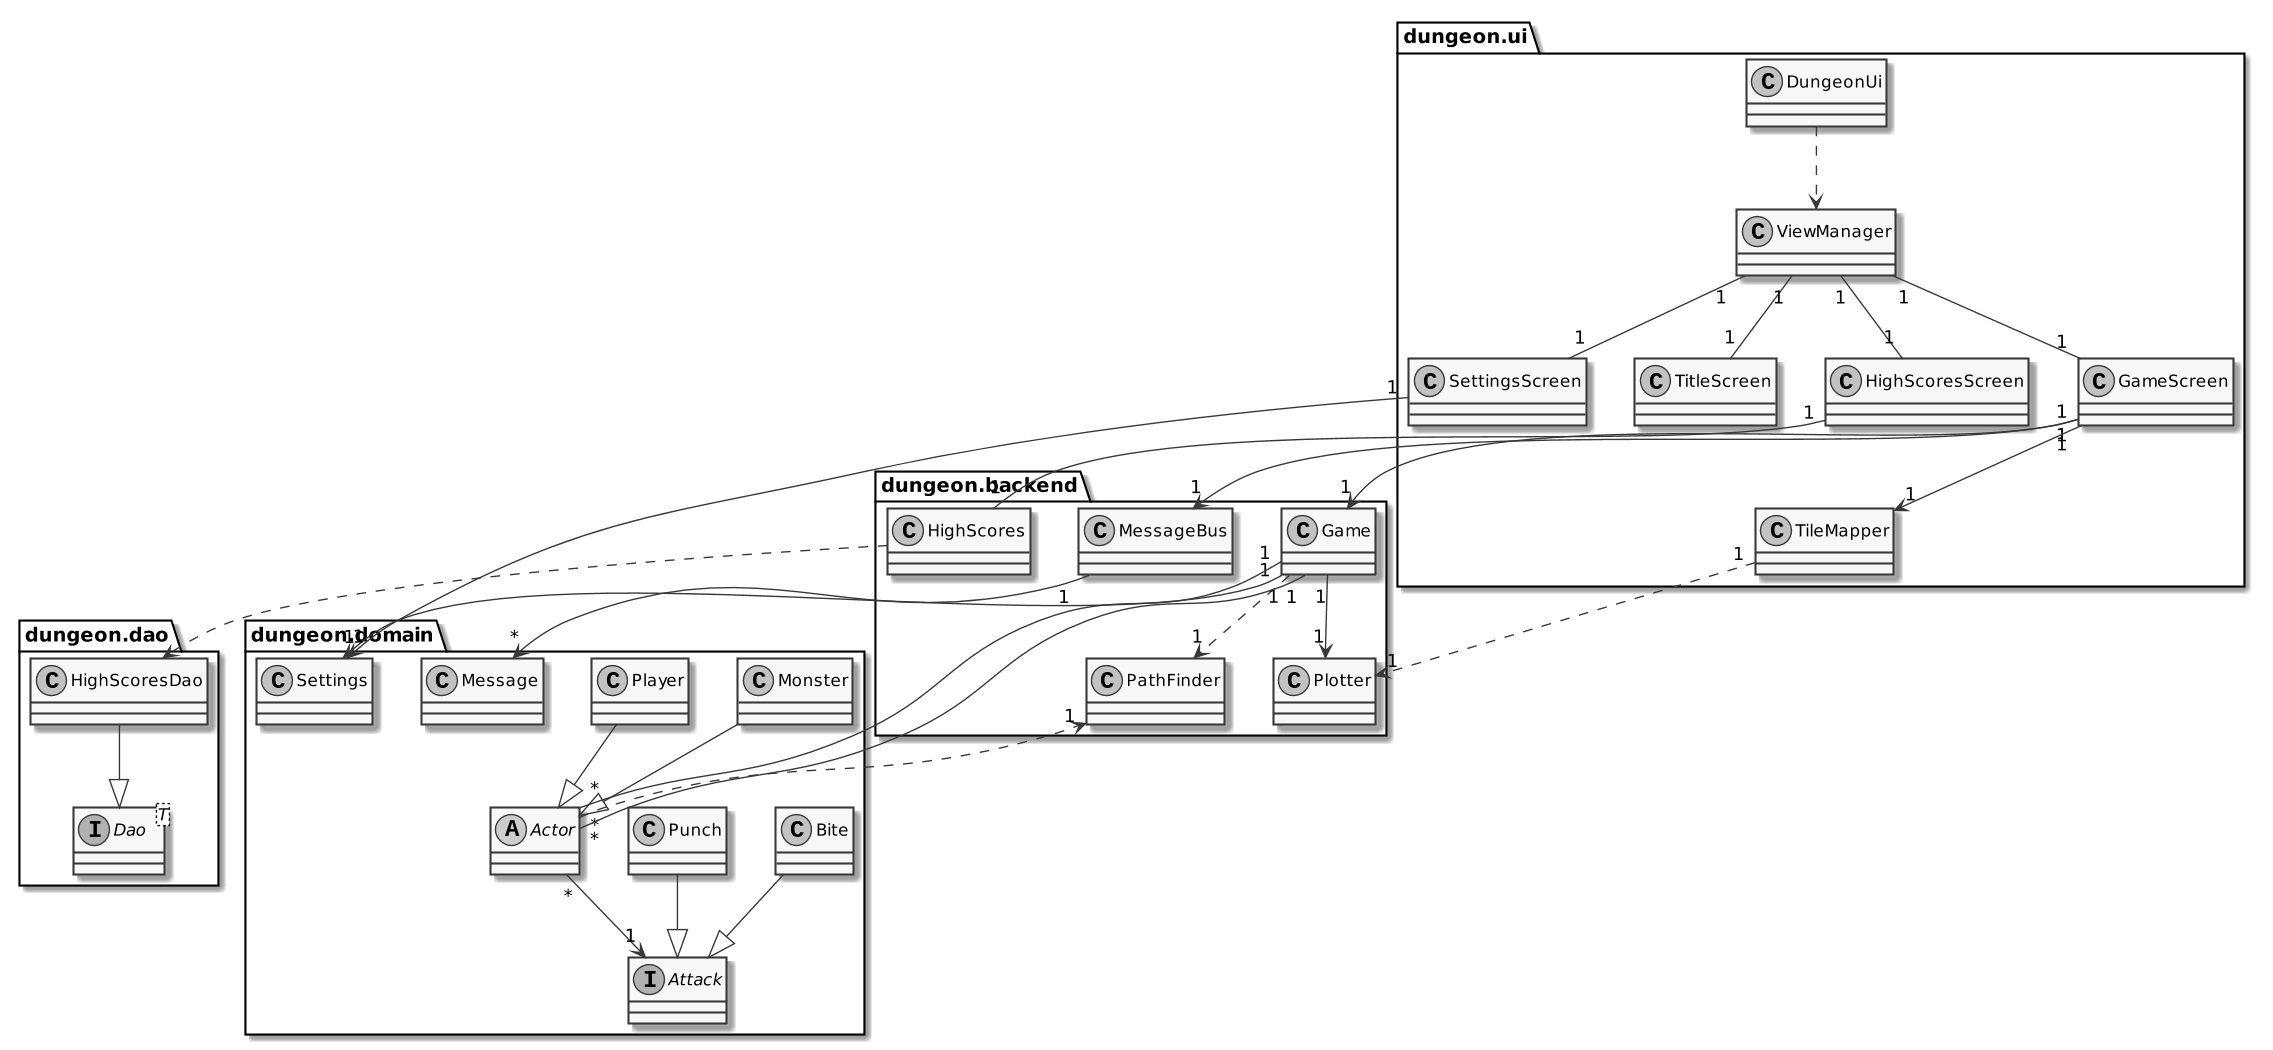 dungeon.ui
C DungeonUi
C ViewManager
1 1 1 1
1 1 1 1
C SettingsScreen
C TitleScreen
C HighScoresScreen
C GameScreen
1 1 1
1
1
dungeon.backend
1 1 1 1
C HighScores
C MessageBus
C Game
C TileMapper
1 1
1
1 1 1 1
dungeon.dao
dungeon.domain
1 1 * 1 1
1
C HighScoresDao
C Settings
C Message
C Player
C Monster
C PathFinder
C Plotter
1
*
I Dao
T
A Actor
C Punch
C Bite
*
*
*
1
I Attack